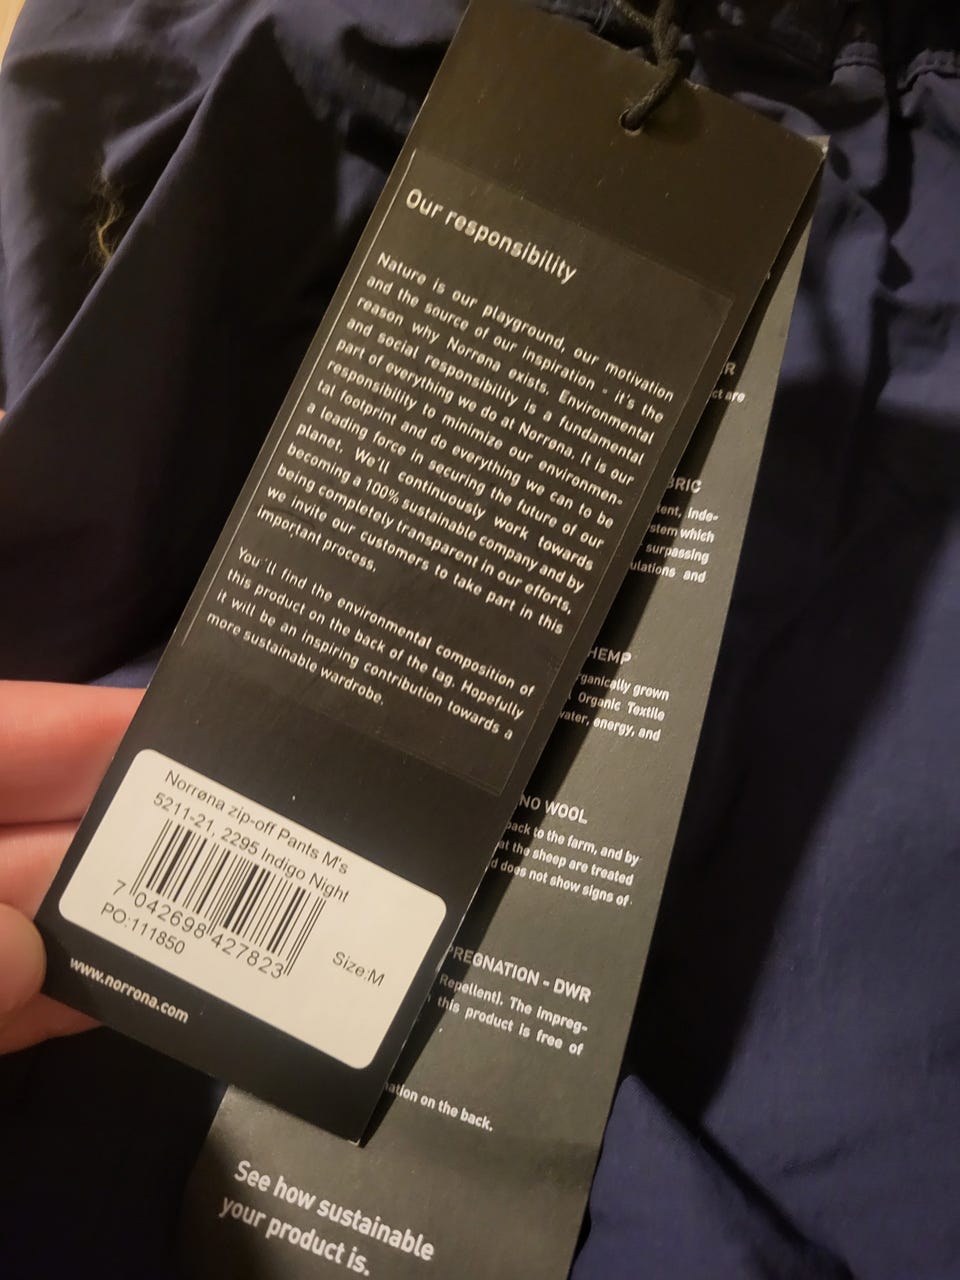 Our responsibility
Nature is our playground, our motivation
and the source of our inspiration - it's the
reason why Norrøna exists. Environmental
and social responsibility is a fundamental
part of everything we do at Norrøna. It is our
responsibility to minimize our environmen-
tal footprint and do everything we can to be
a leading force in securing the future of our
planet. We'll continuously work towards
becoming a 100% sustainable company and by
being completely transparent in our efforts,
we invite our customers to take part in this
important process.
You'll find the environmental composition of
this product on the back of the tag. Hopefully
it will be an inspiring contribution towards a
more sustainable wardrobe.
Norrøna zip-off Pants M's
5211-21, 2295 Indigo Night
7 042698 427823
PO:111850
Size:M
www.norrona.com
are
Inde-
which
surpassing
and
HEMP
grown
Organic Textile
water, energy, and
WOOL
back to the farm, and by
the sheep are treated
does not show signs of
- DWR
Repellent). The impreg-
this product is free of
on the back.
See how sustainable
your product is.